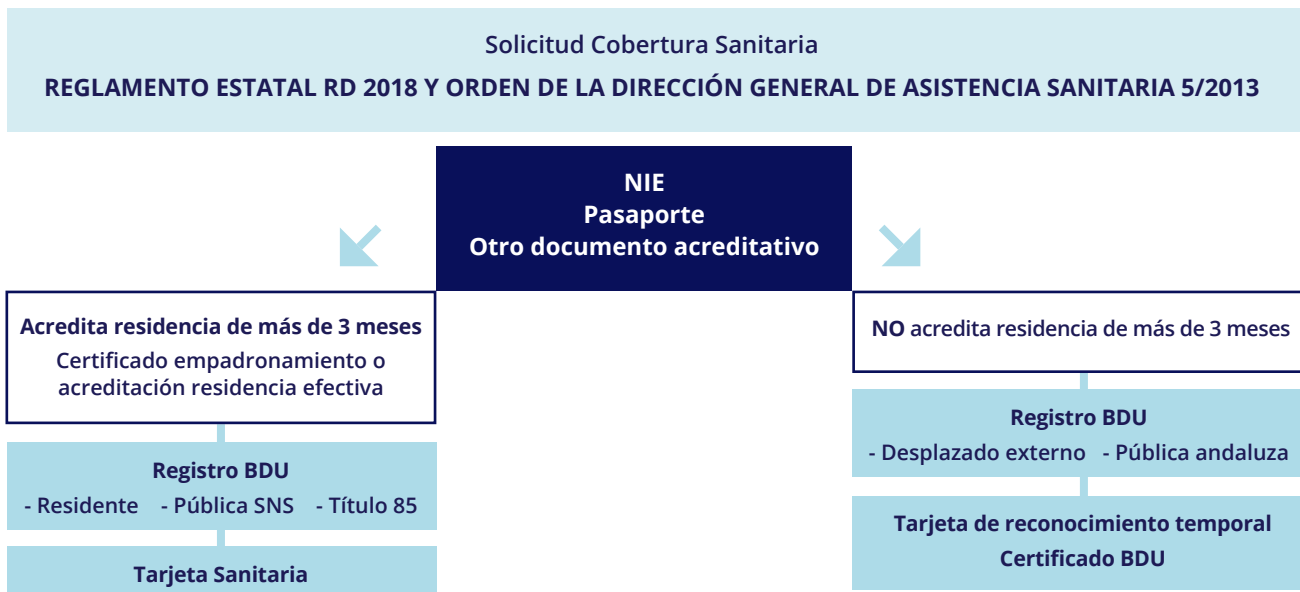 Solicitud Cobertura Sanitaria
REGLAMENTO ESTATAL RD 2018 Y ORDEN DE LA DIRECCIÓN GENERAL DE ASISTENCIA SANITARIA 5/2013
NIE
Pasaporte
Otro documento acreditativo
Acredita residencia de más de 3 meses
Certificado empadronamiento o
acreditación residencia efectiva
Registro BDU
- Residente - Pública SNS - Título 85
Tarjeta Sanitaria
NO acredita residencia de más de 3 meses
Registro BDU
- Desplazado externo - Pública andaluza
Tarjeta de reconocimiento temporal
Certificado BDU